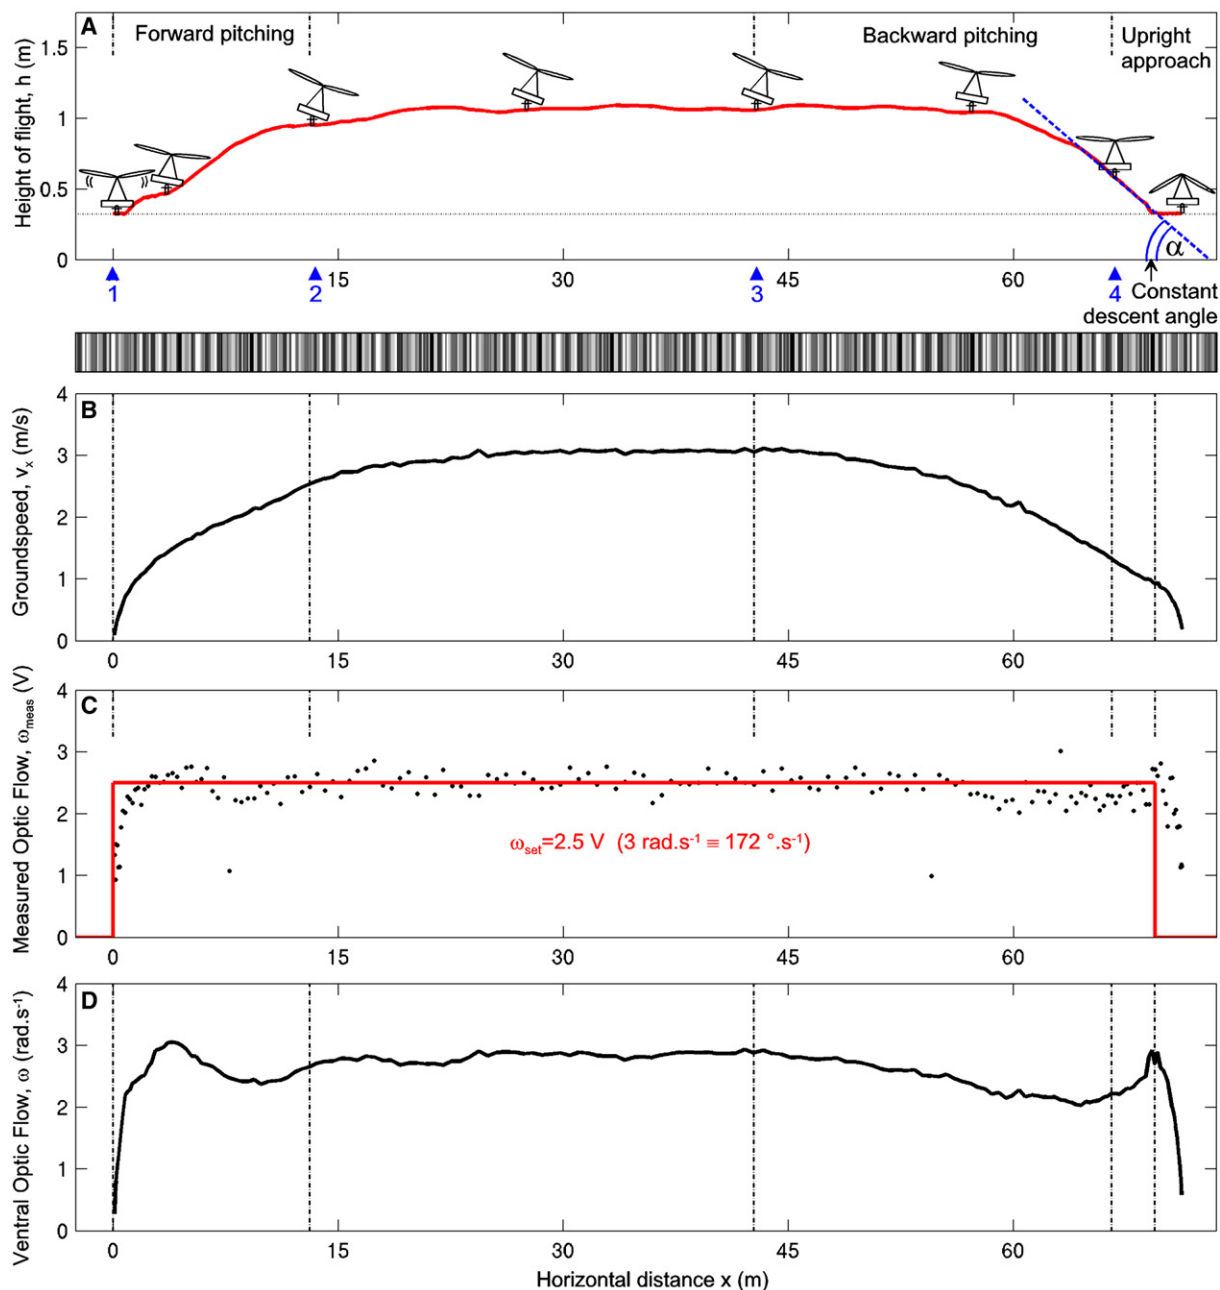 A
Forward pitching
Backward pitching
Upright
approach
Height of flight, h (m)
1.5
1
0.5
0
α
15
30
45
60
1
2
3
4
Constant
descent angle
B
Groundspeed, vₓ (m/s)
4
3
2
1
0
0
15
30
45
60
C
Measured Optic Flow, ω_meas (V)
4
3
2
1
0
ω_set=2.5 V (3 rad.s⁻¹ ≡ 172 °.s⁻¹)
0
15
30
45
60
D
Ventral Optic Flow, ω (rad.s⁻¹)
4
3
2
1
0
0
15
30
45
60
Horizontal distance x (m)